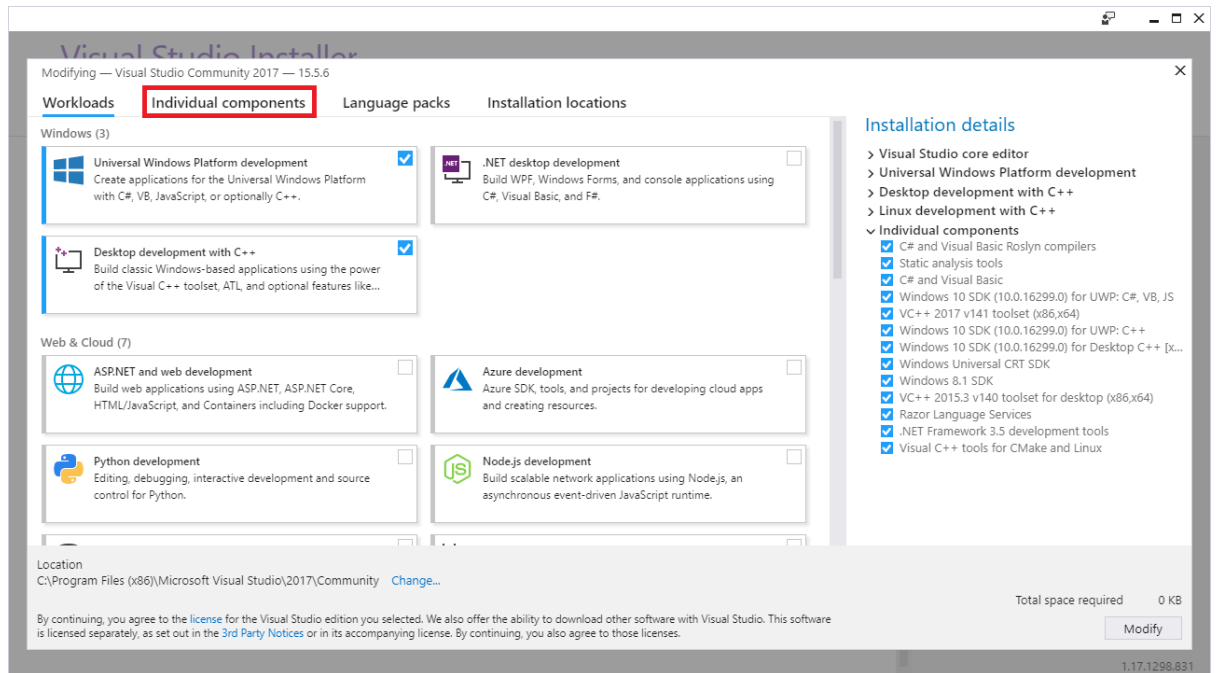 Visual Studio Installer
Modifying — Visual Studio Community 2017 — 15.5.6
Workloads
Individual components
Language packs
Installation locations
Windows (3)
Universal Windows Platform development
Create applications for the Universal Windows Platform
with C#, VB, JavaScript, or optionally C++.
.NET
.NET desktop development
Build WPF, Windows Forms, and console applications using
C#, Visual Basic, and F#.
Desktop development with C++
Build classic Windows-based applications using the power
of the Visual C++ toolset, ATL, and optional features like...
Web & Cloud (7)
ASP.NET and web development
Build web applications using ASP.NET, ASP.NET Core,
HTML/JavaScript, and Containers including Docker support.
Azure development
Azure SDK, tools, and projects for developing cloud apps
and creating resources.
Python development
Editing, debugging, interactive development and source
control for Python.
JS
Node.js development
Build scalable network applications using Node.js, an
asynchronous event-driven JavaScript runtime.
Installation details
Visual Studio core editor
Universal Windows Platform development
Desktop development with C++
Linux development with C++
Individual components
C# and Visual Basic Roslyn compilers
Static analysis tools
C# and Visual Basic
Windows 10 SDK (10.0.16299.0) for UWP: C#, VB, JS
VC++ 2017 v141 toolset (x86,x64)
Windows 10 SDK (10.0.16299.0) for UWP: C++
Windows 10 SDK (10.0.16299.0) for Desktop C++ [x...
Windows Universal CRT SDK
Windows 8.1 SDK
VC++ 2015.3 v140 toolset for desktop (x86,x64)
Razor Language Services
.NET Framework 3.5 development tools
Visual C++ tools for CMake and Linux
Location
C:\Program Files (x86)\Microsoft Visual Studio\2017\Community Change...
By continuing, you agree to the license for the Visual Studio edition you selected. We also offer the ability to download other software with Visual Studio. This software
is licensed separately, as set out in the 3rd Party Notices or in its accompanying license. By continuing, you also agree to those licenses.
Total space required 0 KB
Modify
1.17.1298.831